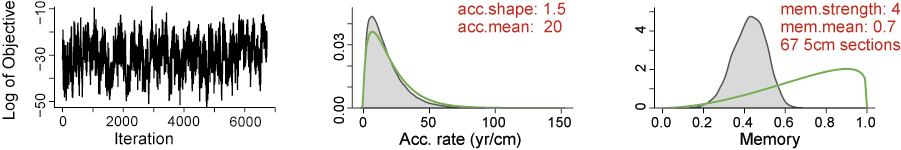 Log of Objective
-10
-30
-50
0 2000 4000 6000
Iteration
acc.shape: 1.5
acc.mean: 20
0.03
0.00
0 50 100 150
Acc. rate (yr/cm)
mem.strength: 4
mem.mean: 0.7
67 5cm sections
4
2
0
0.0 0.2 0.4 0.6 0.8 1.0
Memory